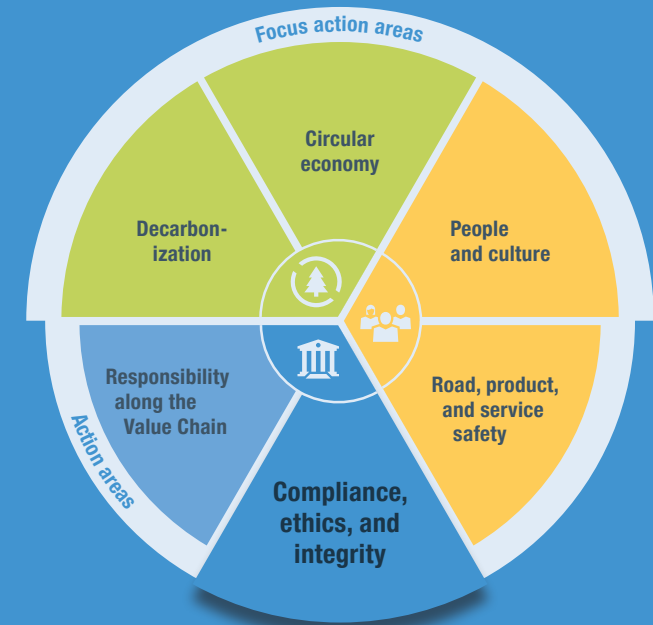 Focus action areas
Circular
economy
Decarbon-
ization
People
and culture
Responsibility
along the
Value Chain
Road, product,
and service
safety
Action areas
Compliance,
ethics, and
integrity